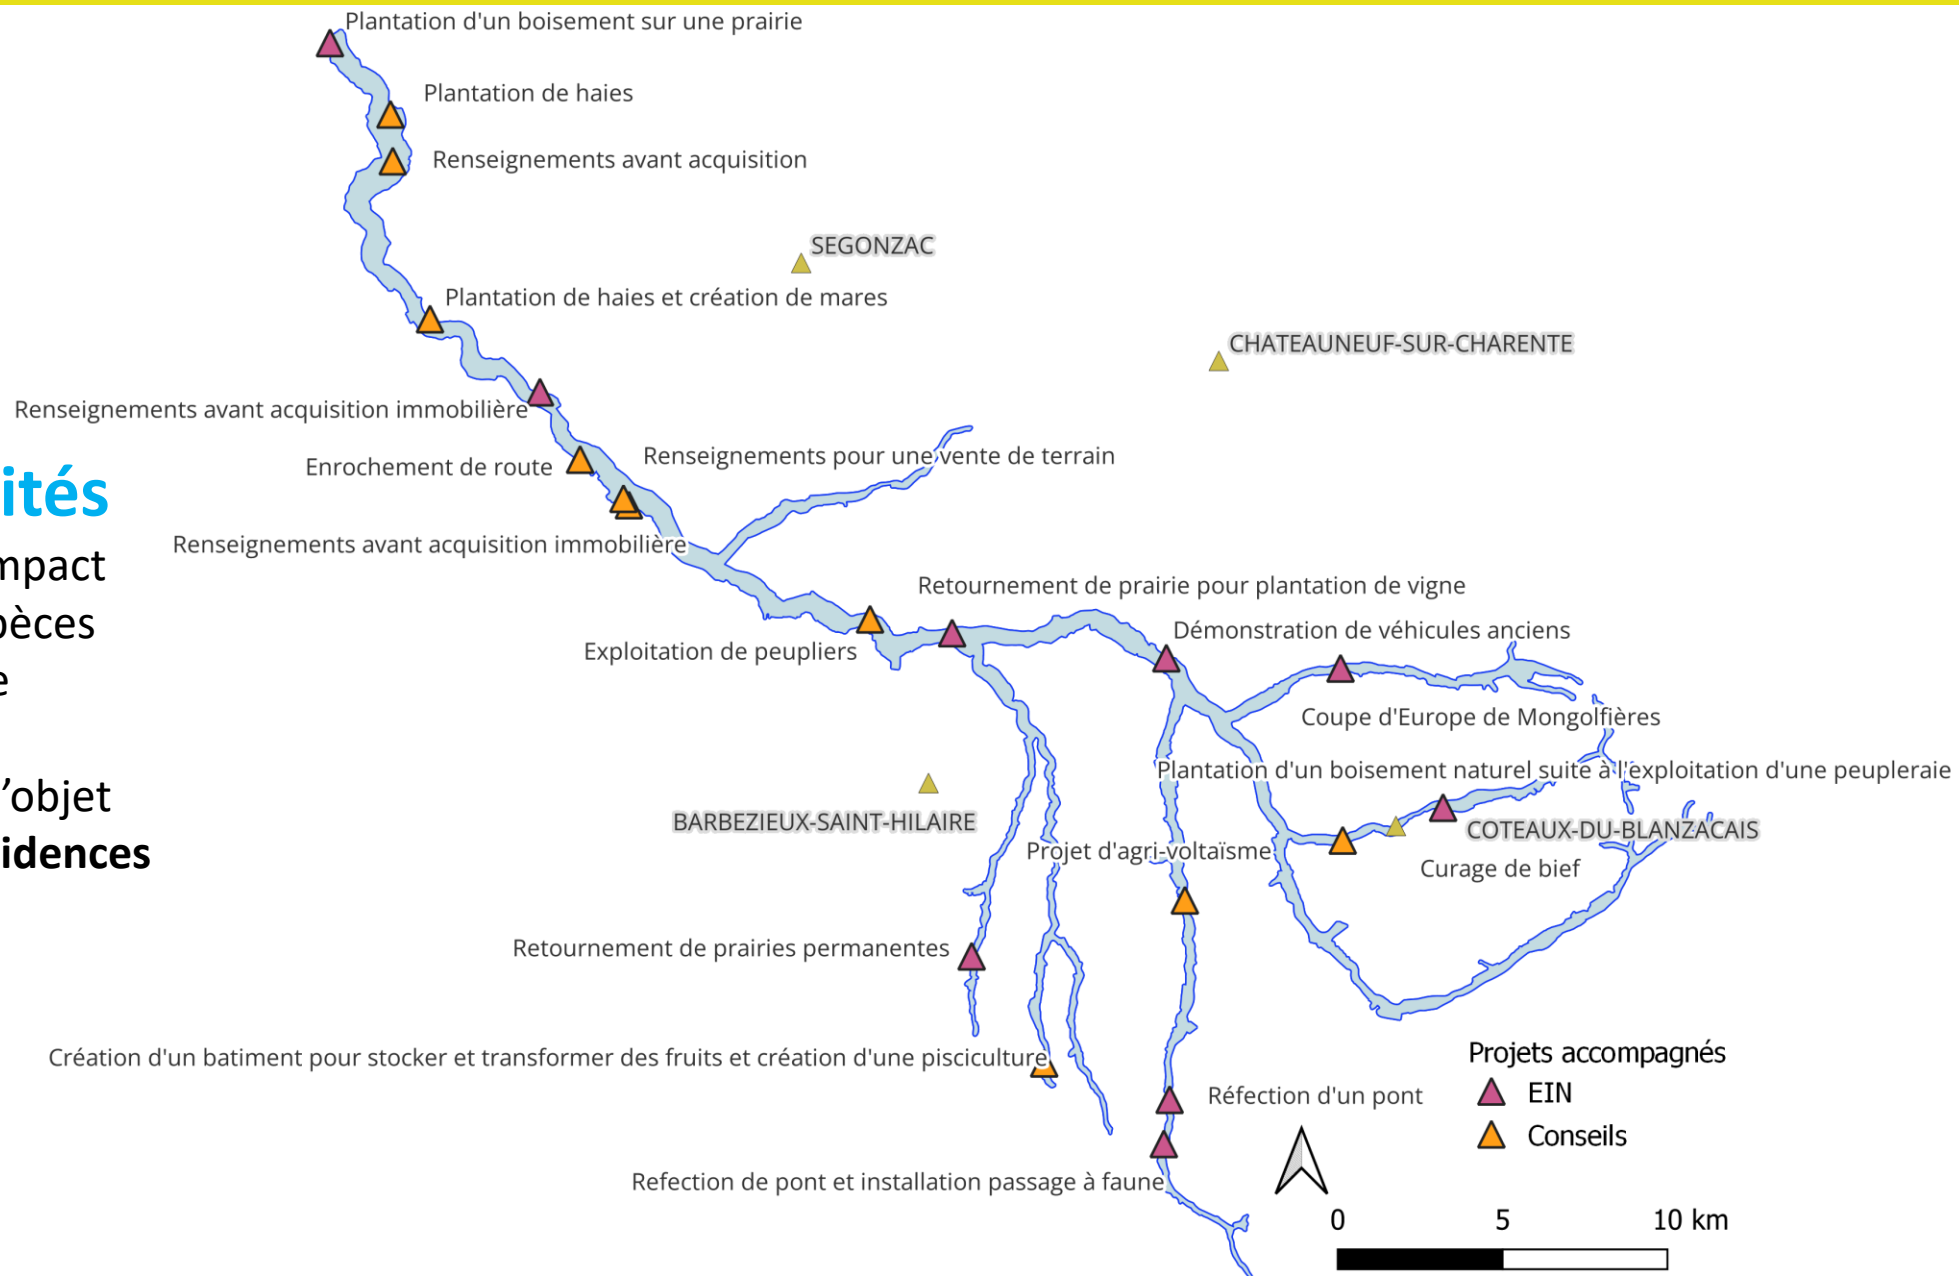 Plantation d'un boisement sur une prairie
Plantation de haies
Renseignements avant acquisition
SEGONZAC
Plantation de haies et création de mares
CHATEAUNEUF-SUR-CHARENTE
Renseignements avant acquisition immobilière
Renseignements pour une vente de terrain
Enrochement de route
ités
Renseignements avant acquisition immobilière
mpact
Retournement de prairie pour plantation de vigne
pèces
Démonstration de véhicules anciens
Exploitation de peupliers
e
Coupe d'Europe de Mongolfières
Plantation d'un boisement naturel suite à l'exploitation d'une peupleraie
'objet
BARBEZIEUX-SAINT-HILAIRE
COTEAUX-DU-BLANZACAIS
idences
Projet d'agri-voltaïsme
Curage de bief
Retournement de prairies permanentes
Création d'un batiment pour stocker et transformer des fruits et création d'une pisciculture
Projets accompagnés
EIN
Réfection d'un pont
Conseils
Refection de pont et installation passage à faune
0 5 10 km